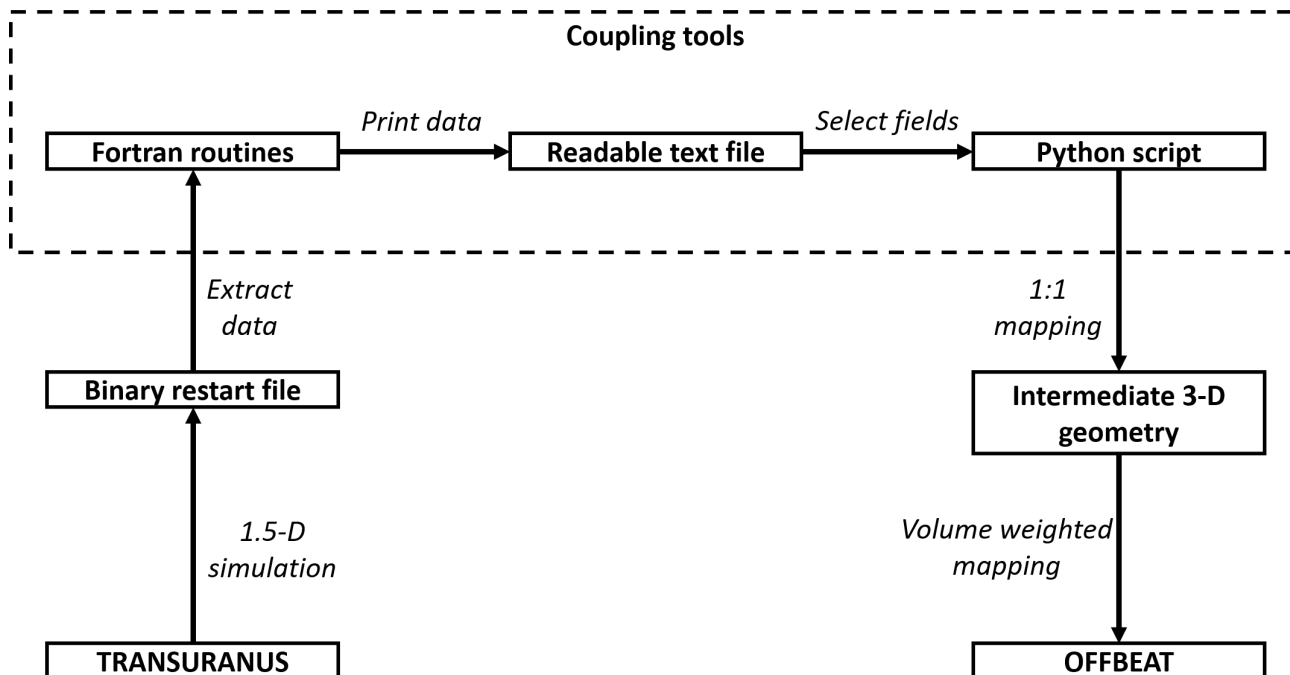 Coupling tools
Print data
Select fields
Fortran routines
Readable text file
Python script
Extract
data
1:1
mapping
Binary restart file
Intermediate 3-D
geometry
1.5-D
simulation
Volume weighted
mapping
TRANSURANUS
OFFBEAT